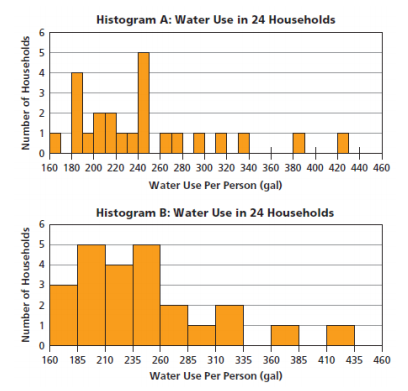 Histogram A: Water Use in 24 Households
Number of Households
6
5
4
3
2
1
0
160 180 200 220 240 260 280 300 320 340 360 380 400 420 440 460
Water Use Per Person (gal)
Histogram B: Water Use in 24 Households
Number of Households
6
5
4
3
2
1
0
160 185 210 235 260 285 310 335 360 385 410 435 460
Water Use Per Person (gal)